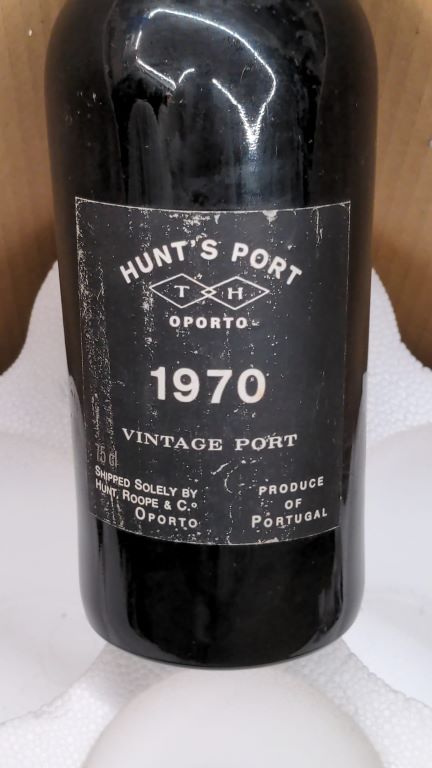 HUNT'S PORT
T H
OPORTO
1970
VINTAGE PORT
75 cl
SHIPPED SOLELY BY
HUNT, ROOPE & Cº
OPORTO
PRODUCE
OF
PORTUGAL